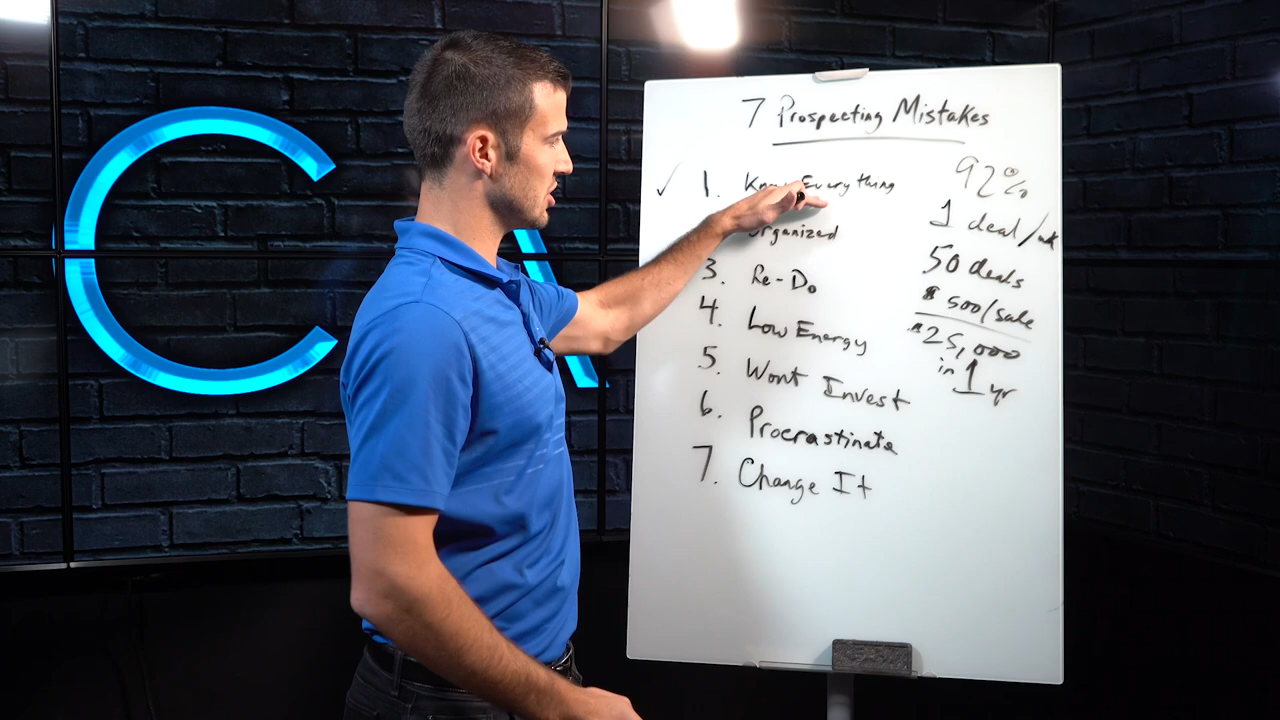 C
7 Prospecting Mistakes
✓ 1. Know Everything
Organized
3. Re-Do
4. Low Energy
5. Wont Invest
6. Procrastinate
7. Change It
92%
1 deal/wk
50 deals
$500/sale
$25,000
in 1 yr